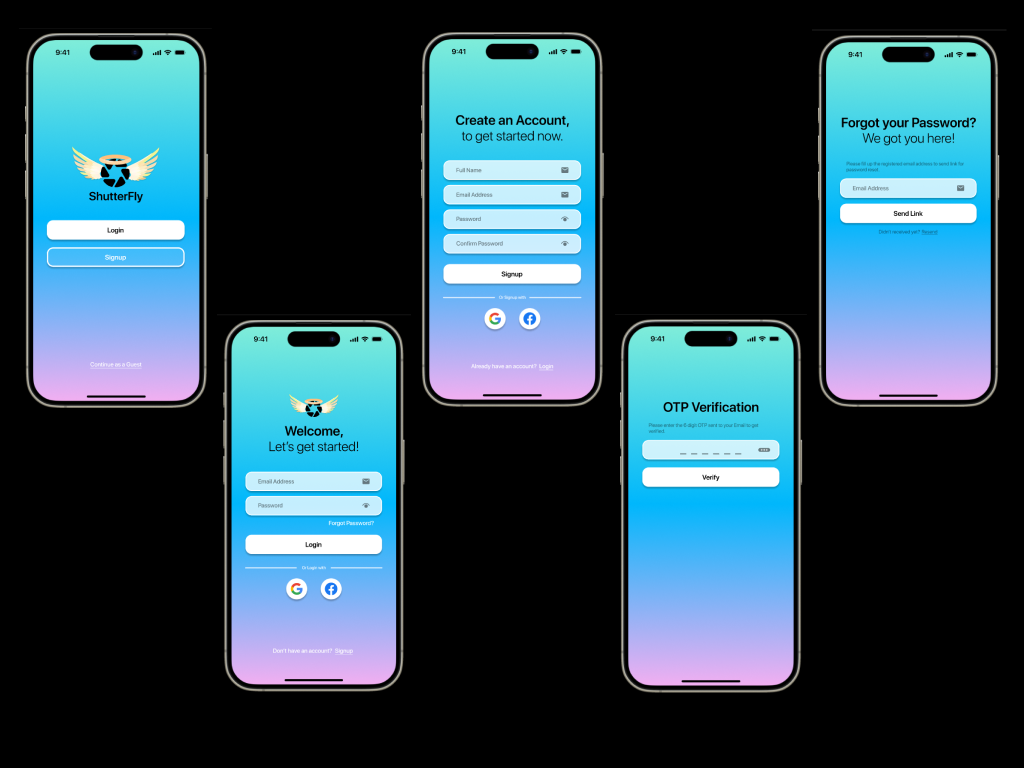 9:41
ShutterFly
Login
Signup
Continue as a Guest
9:41
Welcome,
Let's get started!
Email Address
Password
Forgot Password?
Login
Or Login with
Don't have an account? Signup
9:41
Create an Account,
to get started now.
Full Name
Email Address
Password
Confirm Password
Signup
Or Signup with
Already have an account? Login
9:41
OTP Verification
Please enter the 6 digit OTP sent to your Email to get
verified.
Verify
9:41
Forgot your Password?
We got you here!
Please fill up the registered email address to send link for
password reset.
Email Address
Send Link
Didn't received yet? Resend